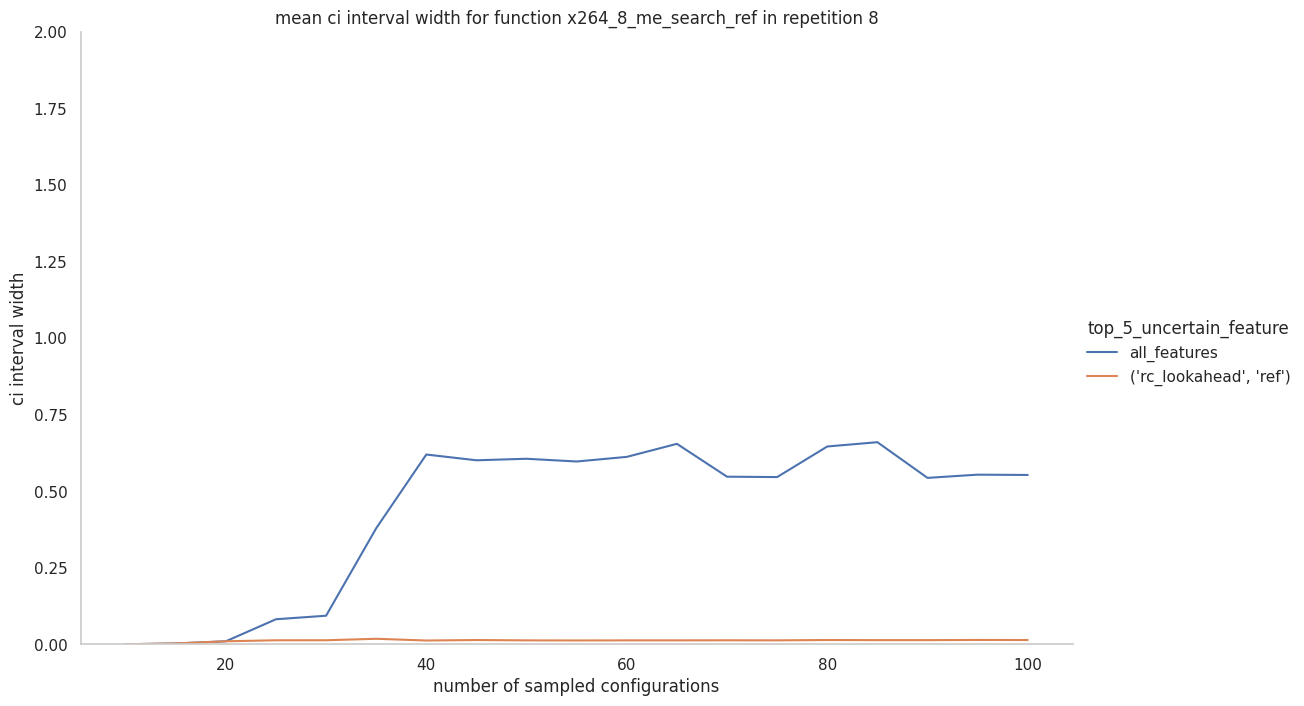 mean ci interval width for function x264_8_me_search_ref in repetition 8
2.00
1.75
1.50
1.25
1.00
0.75
0.50
0.25
0.00
ci interval width
20
40
60
80
100
number of sampled configurations
top_5_uncertain_feature
all_features
('rc_lookahead', 'ref')